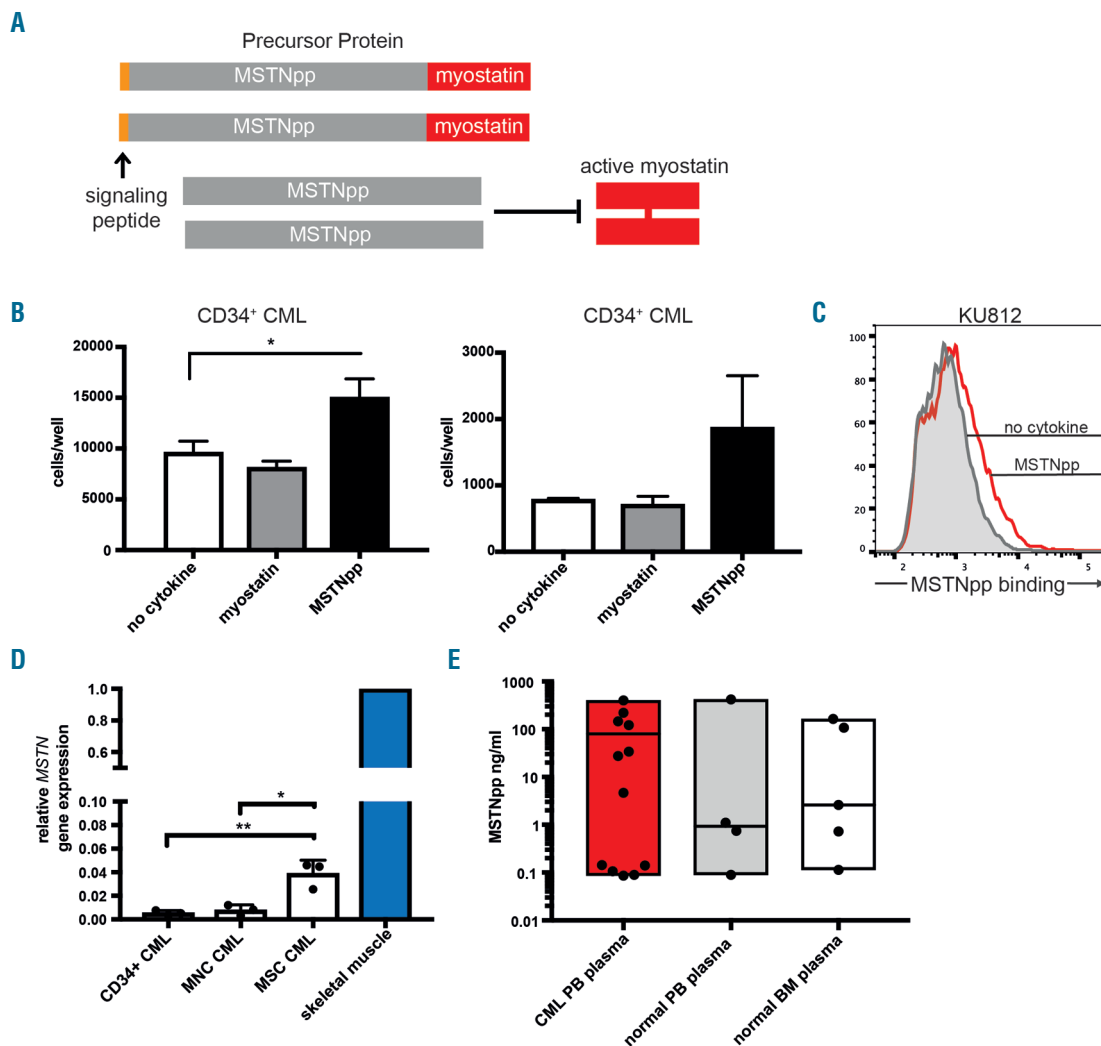 A
Precursor Protein
MSTNpp myostatin
MSTNpp myostatin
signaling
peptide
MSTNpp
MSTNpp
active myostatin
B
CD34+ CML
*
20000
15000
10000
5000
0
cells/well
no cytokine
myostatin
MSTNpp
CD34+ CML
3000
2000
1000
0
cells/well
no cytokine
myostatin
MSTNpp
C
KU812
100
80
60
40
20
0
no cytokine
MSTNpp
2 3 4 5
MSTNpp binding
D
relative MSTN
gene expression
1.0
0.8
0.6
0.10
0.08
0.06
0.04
0.02
0.00
*
**
CD34+ CML
MNC CML
MSC CML
skeletal muscle
E
MSTNpp ng/ml
1000
100
10
1
0.1
0.01
CML PB plasma
normal PB plasma
normal BM plasma